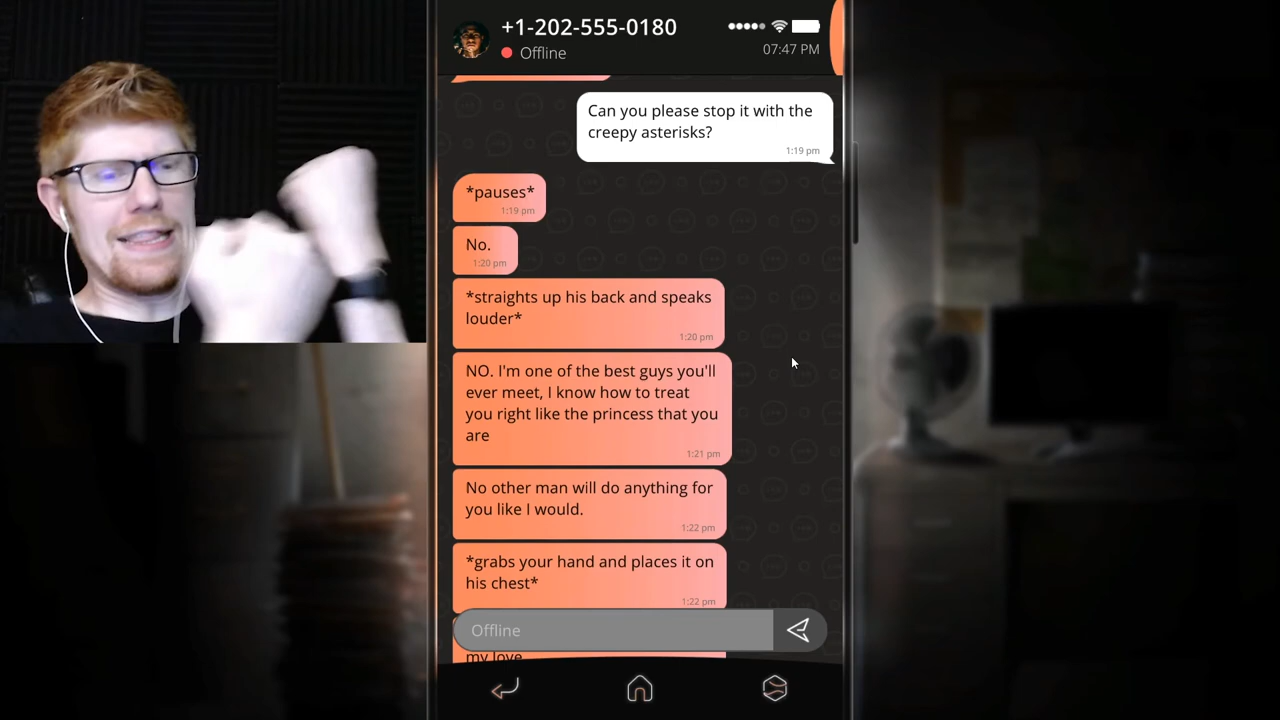 +1-202-555-0180
Offline
07:47 PM
Can you please stop it with the
creepy asterisks?
1:19 pm
*pauses*
1:19 pm
No.
1:20 pm
*straights up his back and speaks
louder*
1:20 pm
NO. I'm one of the best guys you'll
ever meet, I know how to treat
you right like the princess that you
are
1:21 pm
No other man will do anything for
you like I would.
1:22 pm
*grabs your hand and places it on
his chest*
1:22 pm
Offline
my love